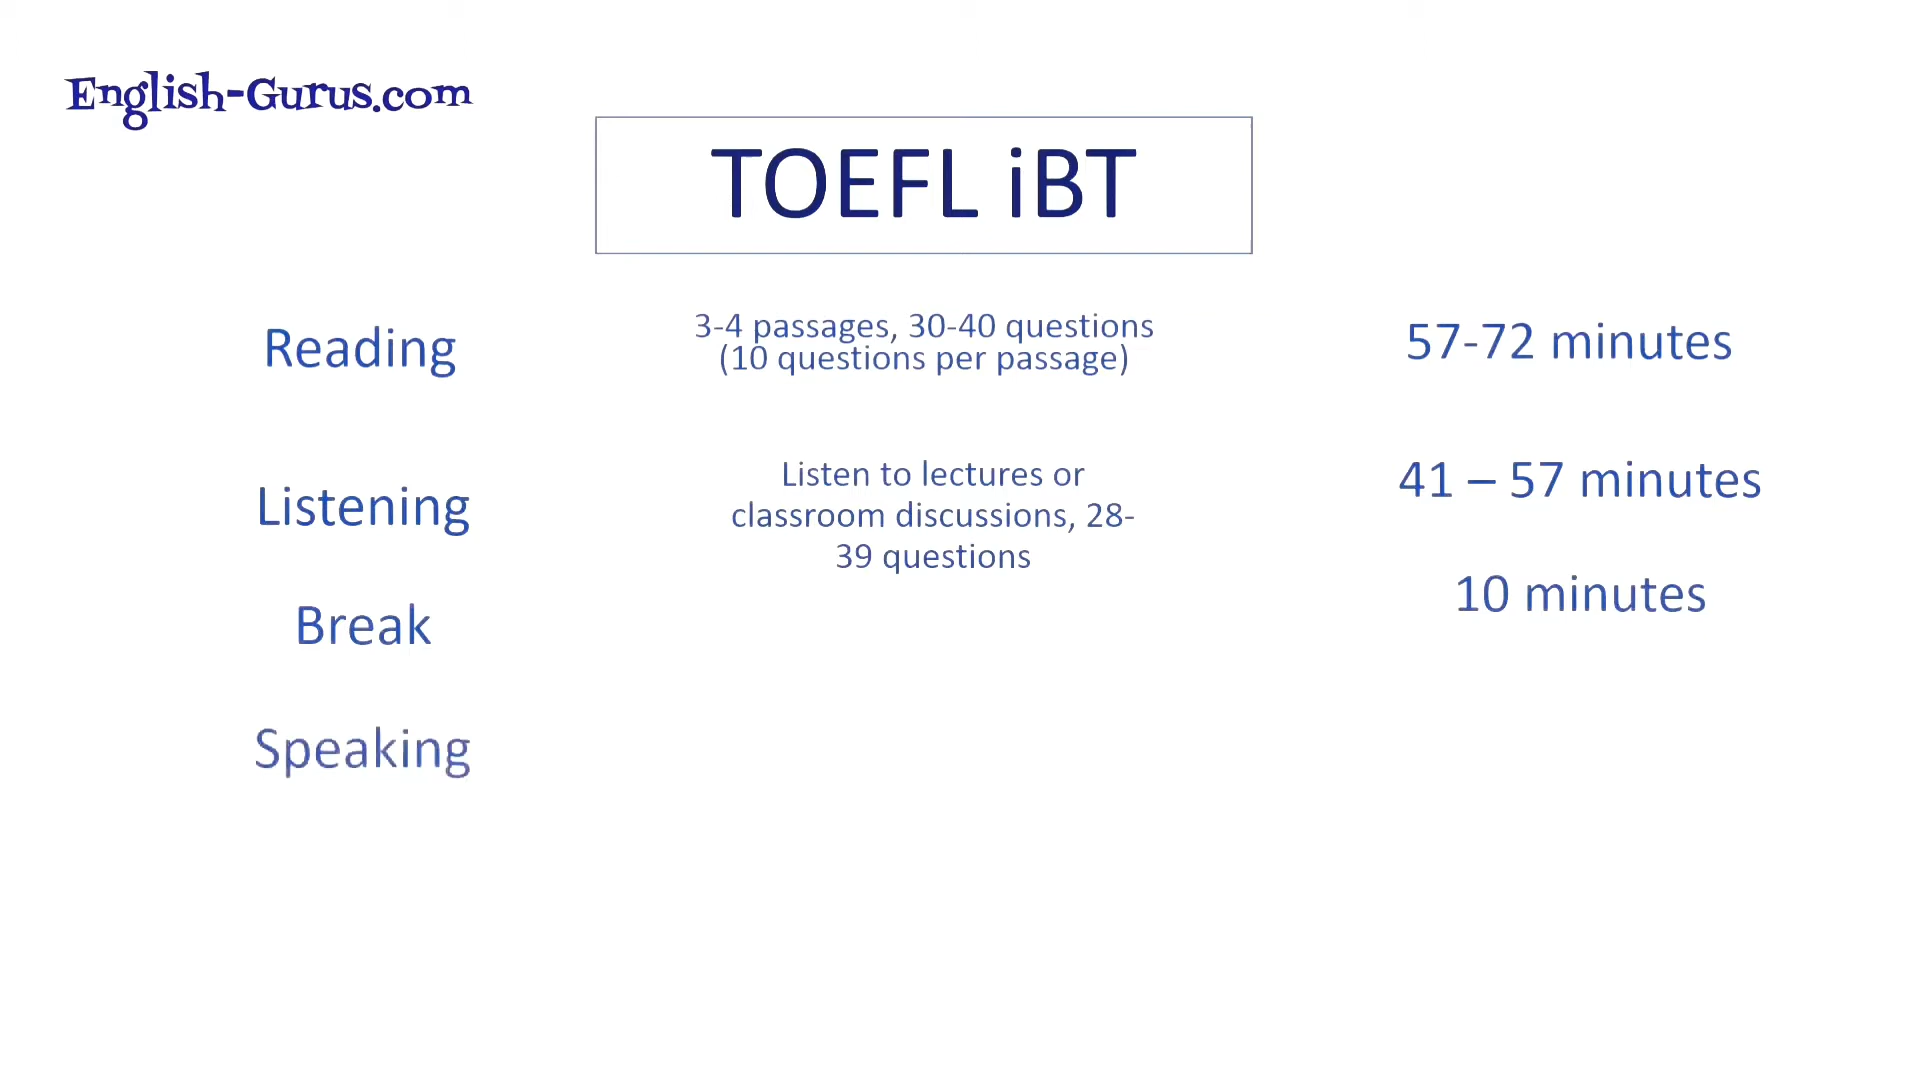 English-Gurus.com
TOEFL iBT
Reading
3-4 passages, 30-40 questions
(10 questions per passage)
57-72 minutes
Listening
Listen to lectures or
classroom discussions, 28-
39 questions
41 – 57 minutes
Break
10 minutes
Speaking